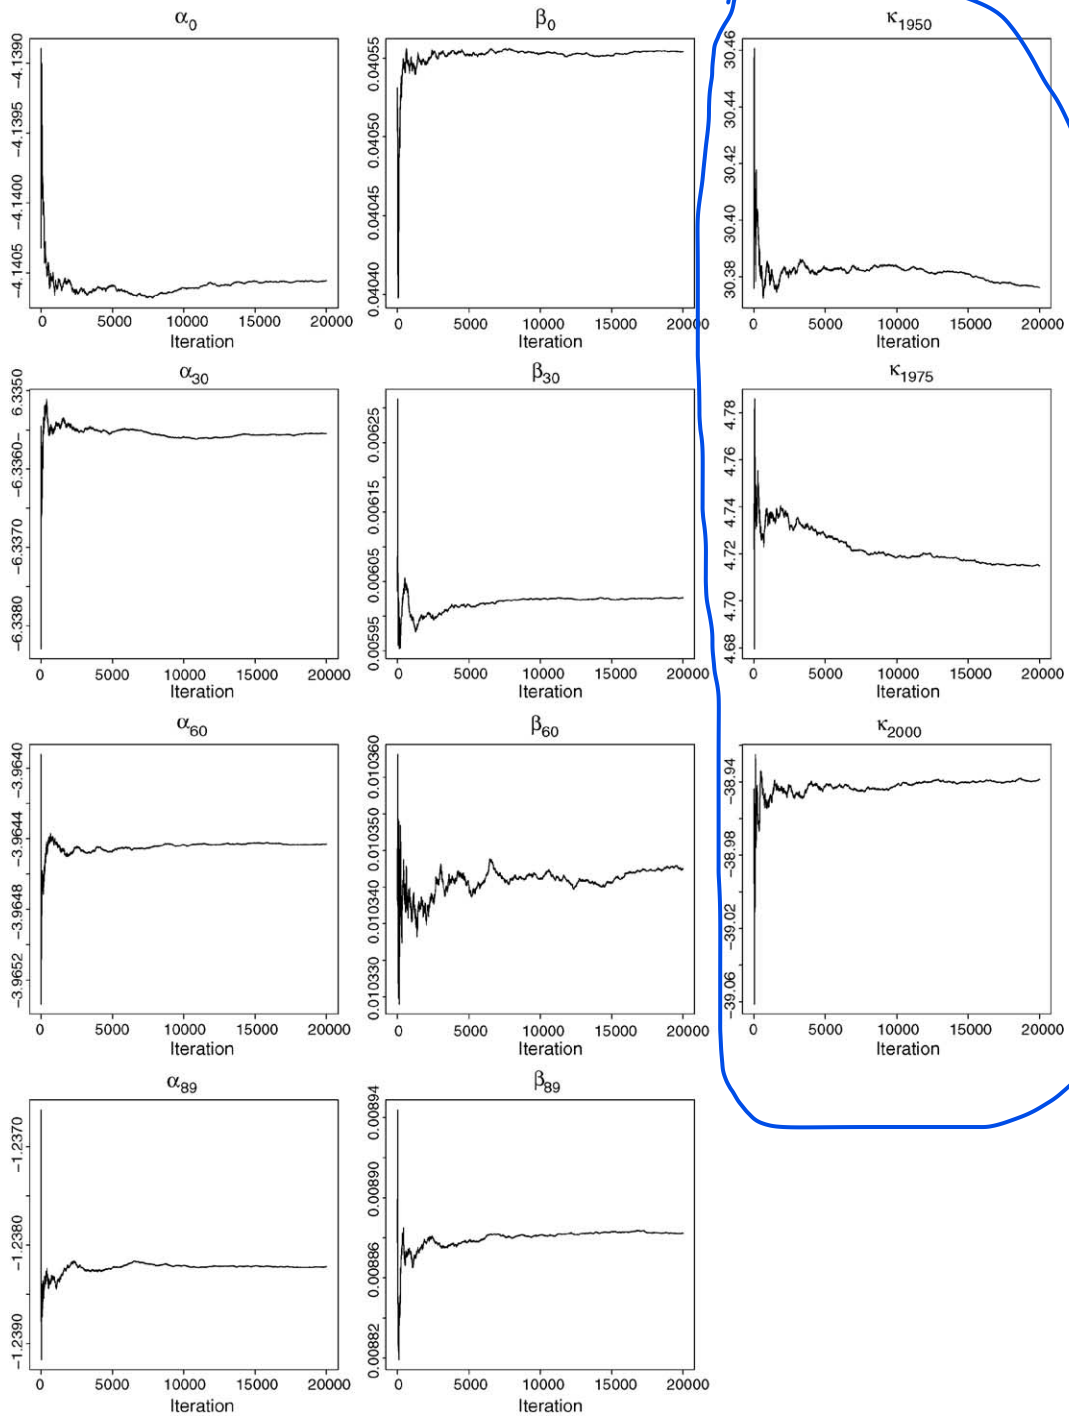 α0
−4.1390
−4.1395
−4.1400
−4.1405
0 5000 10000 15000 20000
Iteration
β0
0.04055
0.04050
0.04045
0.04040
0 5000 10000 15000 20000
Iteration
κ1950
30.46
30.44
30.42
30.40
30.38
0 5000 10000 15000 20000
Iteration
α30
6.3350
−6.3360−
−6.3370
−6.3380
0 5000 10000 15000 20000
Iteration
β30
0.00625
0.00615
0.00605
0.00595
0 5000 10000 15000 20000
Iteration
κ1975
4.78
4.76
4.74
4.72
4.70
4.68
0 5000 10000 15000 20000
Iteration
α60
−3.9640
−3.9644
−3.9648
−3.9652
0 5000 10000 15000 20000
Iteration
β60
0.010360
0.010350
0.010340
0.010330
0 5000 10000 15000 20000
Iteration
κ2000
−38.94
−38.98
−39.02
−39.06
0 5000 10000 15000 20000
Iteration
α89
−1.2370
−1.2380
−1.2390
0 5000 10000 15000 20000
Iteration
β89
0.00894
0.00890
0.00886
0.00882
0 5000 10000 15000 20000
Iteration